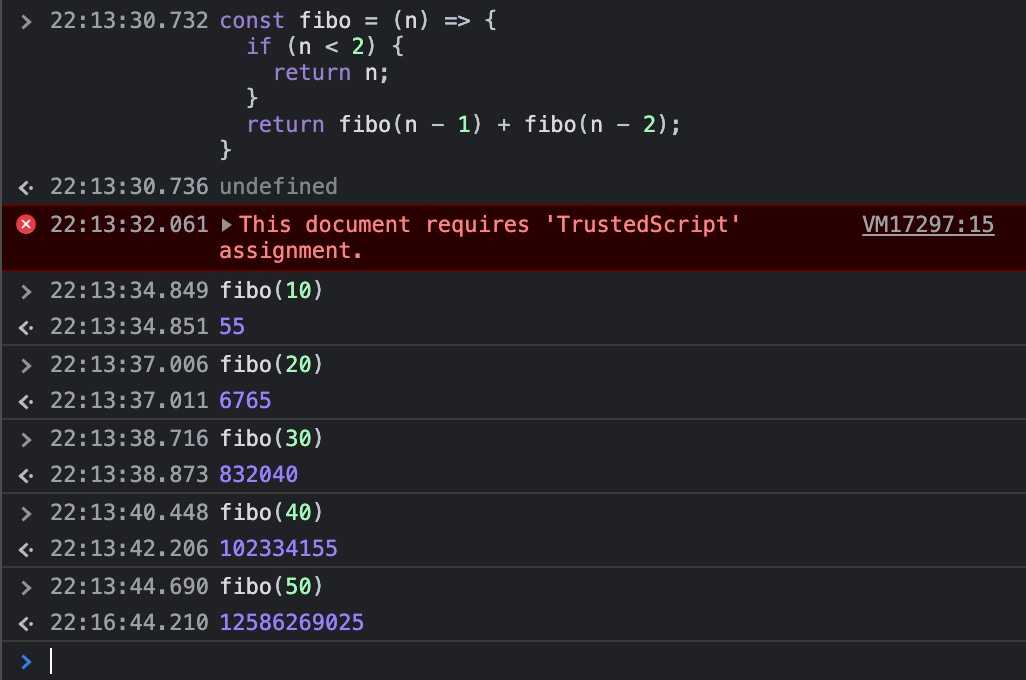 22:13:30.732 const fibo = (n) => {
if (n < 2) {
return n;
}
return fibo(n - 1) + fibo(n - 2);
}
22:13:30.736 undefined
22:13:32.061 This document requires 'TrustedScript' VM17297:15
assignment.
22:13:34.849 fibo(10)
22:13:34.851 55
22:13:37.006 fibo(20)
22:13:37.011 6765
22:13:38.716 fibo(30)
22:13:38.873 832040
22:13:40.448 fibo(40)
22:13:42.206 102334155
22:13:44.690 fibo(50)
22:16:44.210 12586269025